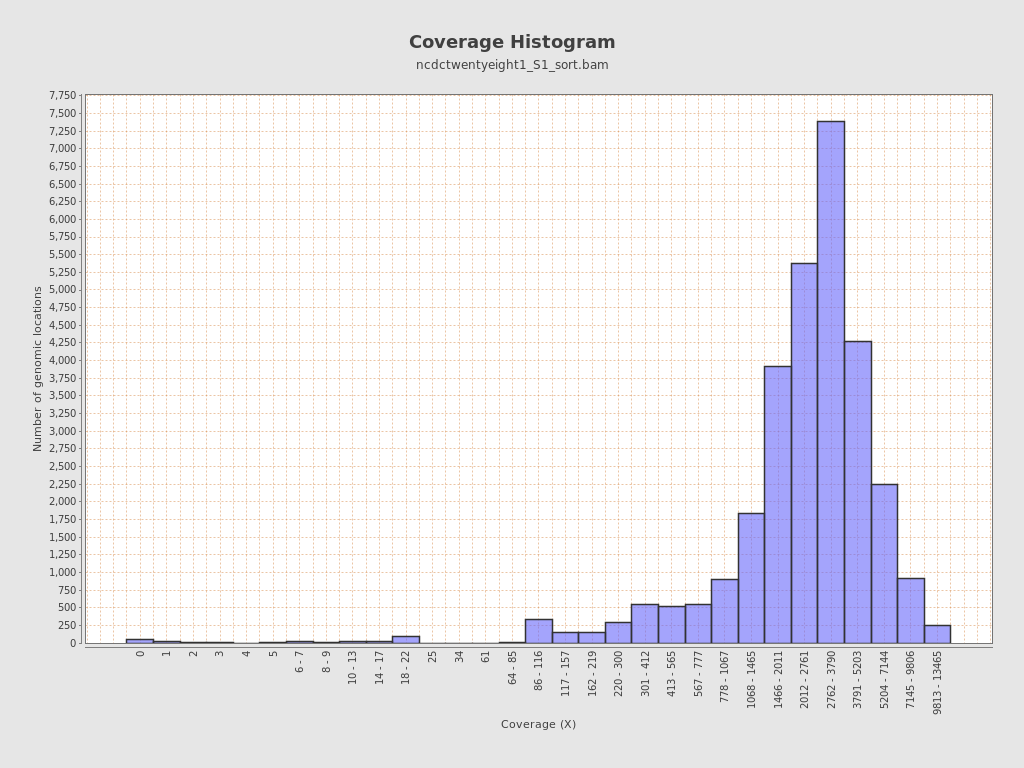 Coverage Histogram
ncdctwentyeight1_S1_sort.bam
7,750
7,500
7,250
7,000
6,750
6,500
6,250
6,000
5,750
5,500
5,250
5,000
4,750
4,500
4,250
4,000
3,750
3,500
3,250
3,000
2,750
2,500
2,250
2,000
1,750
1,500
1,250
1,000
750
500
250
0
Number of genomic locations
0
1
2
3
4
5
6 - 7
8 - 9
10 - 13
14 - 17
18 - 22
25
34
61
64 - 85
86 - 116
117 - 157
162 - 219
220 - 300
301 - 412
413 - 565
567 - 777
778 - 1067
1068 - 1465
1466 - 2011
2012 - 2761
2762 - 3790
3791 - 5203
5204 - 7144
7145 - 9806
9813 - 13465
Coverage (X)